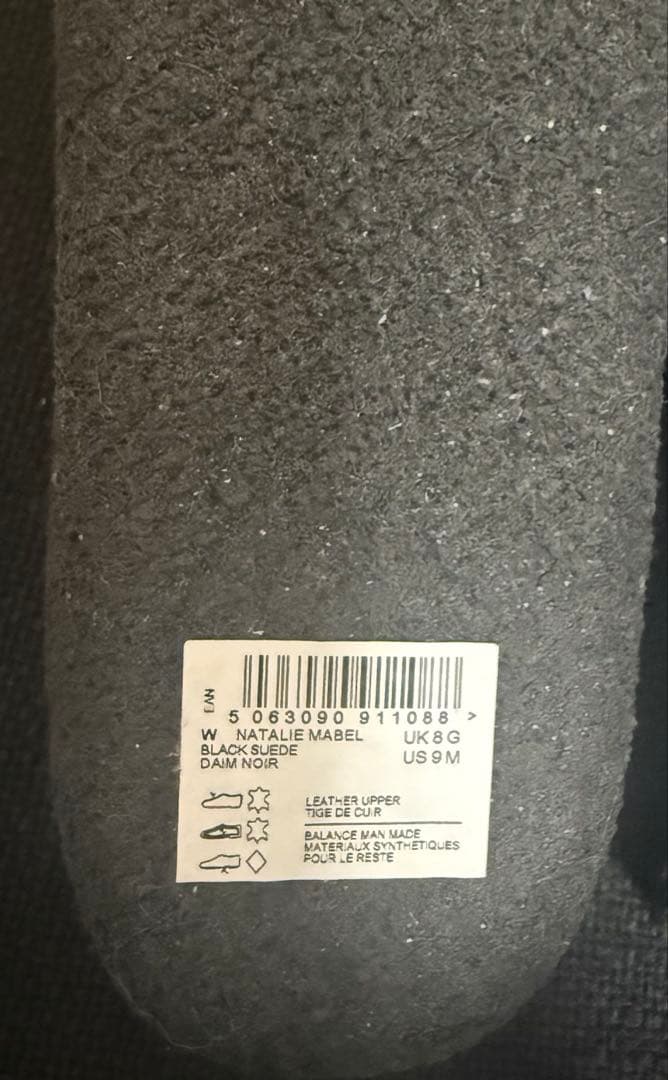 EAN
5 063090 911088 >
W NATALIE MABEL UK 8 G
BLACK SUEDE US 9 M
DAIM NOIR
LEATHER UPPER
TIGE DE CUIR
BALANCE MAN MADE
MATERIAUX SYNTHETIQUES
POUR LE RESTE